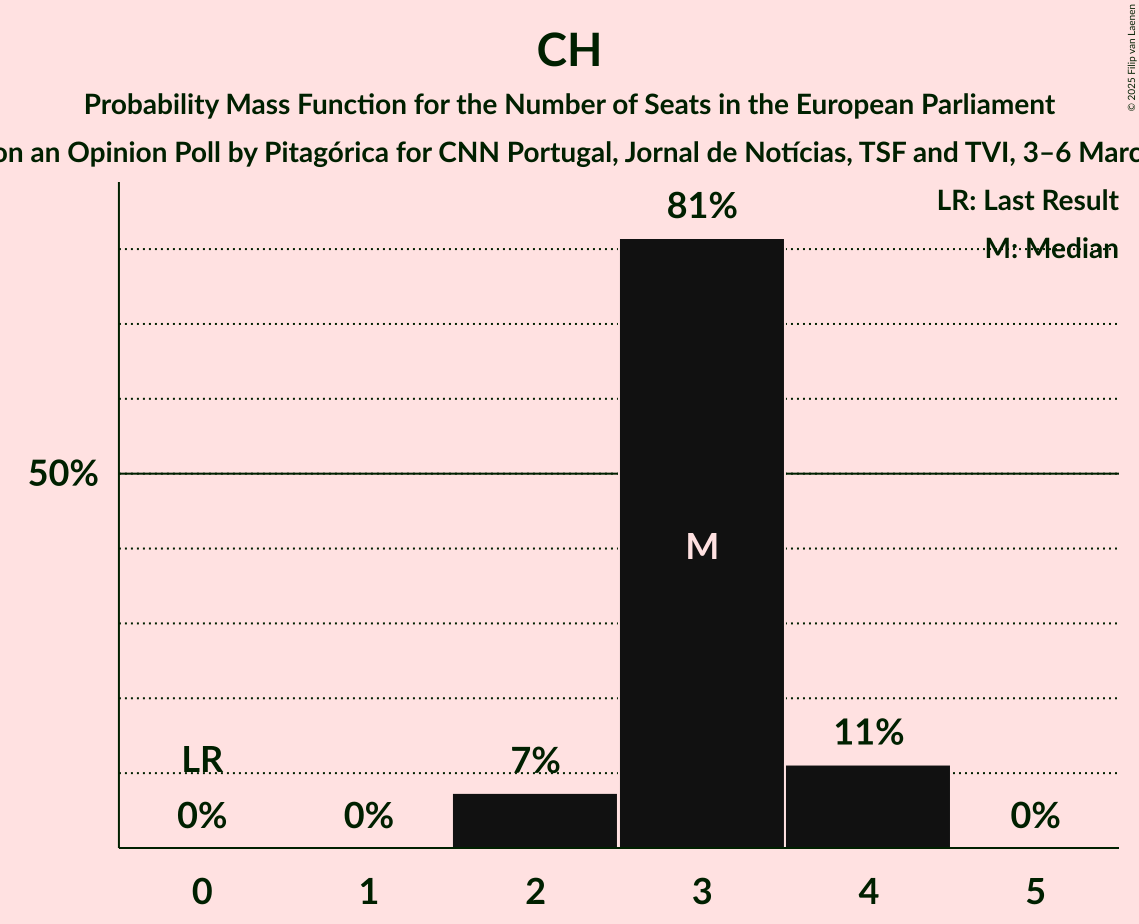 CH
Probability Mass Function for the Number of Seats in the European Parliament
on an Opinion Poll by Pitagórica for CNN Portugal, Jornal de Notícias, TSF and TVI, 3–6
© 2025 Filip van Laenen
LR: Last Result
M: Median
81%
50%
M
LR
7%
11%
0%
0%
0%
0
1
2
3
4
5